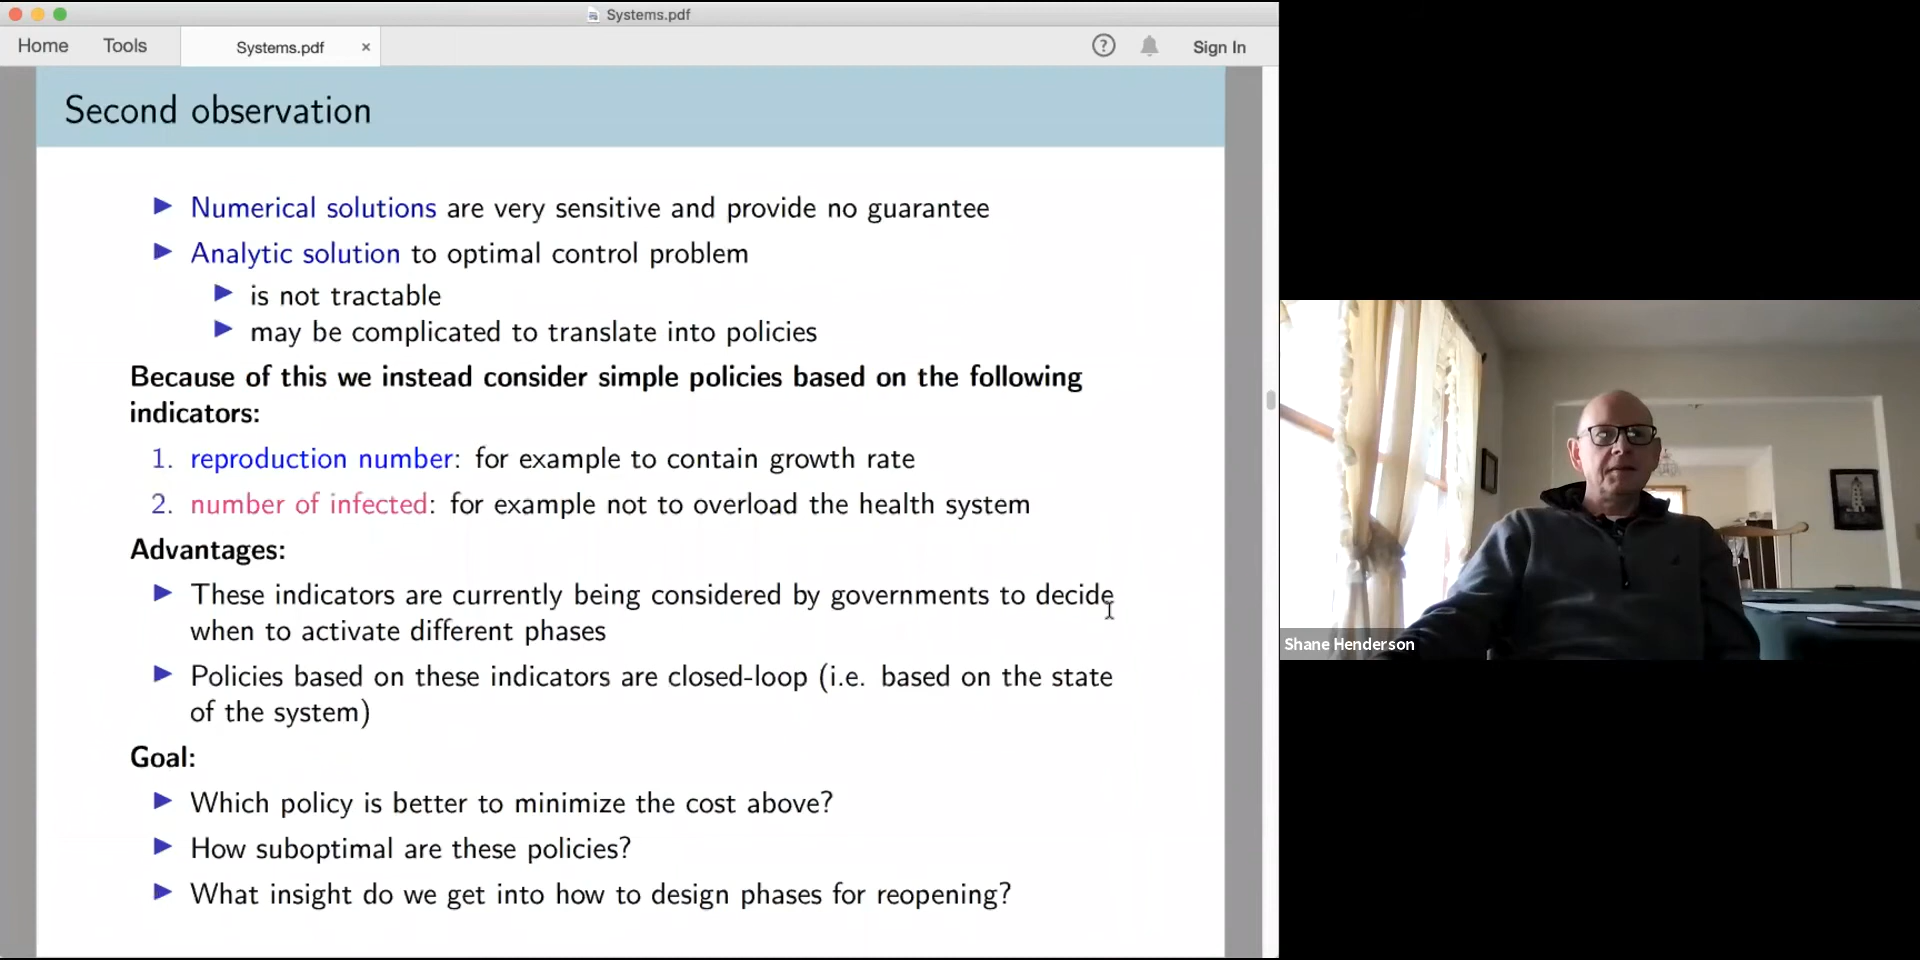 Systems.pdf
Home Tools Systems.pdf × ? Sign In
Second observation
▶ Numerical solutions are very sensitive and provide no guarantee
▶ Analytic solution to optimal control problem
▶ is not tractable
▶ may be complicated to translate into policies
Because of this we instead consider simple policies based on the following
indicators:
1. reproduction number: for example to contain growth rate
2. number of infected: for example not to overload the health system
Advantages:
▶ These indicators are currently being considered by governments to decide
when to activate different phases
▶ Policies based on these indicators are closed-loop (i.e. based on the state
of the system)
Goal:
▶ Which policy is better to minimize the cost above?
▶ How suboptimal are these policies?
▶ What insight do we get into how to design phases for reopening?
Shane Henderson